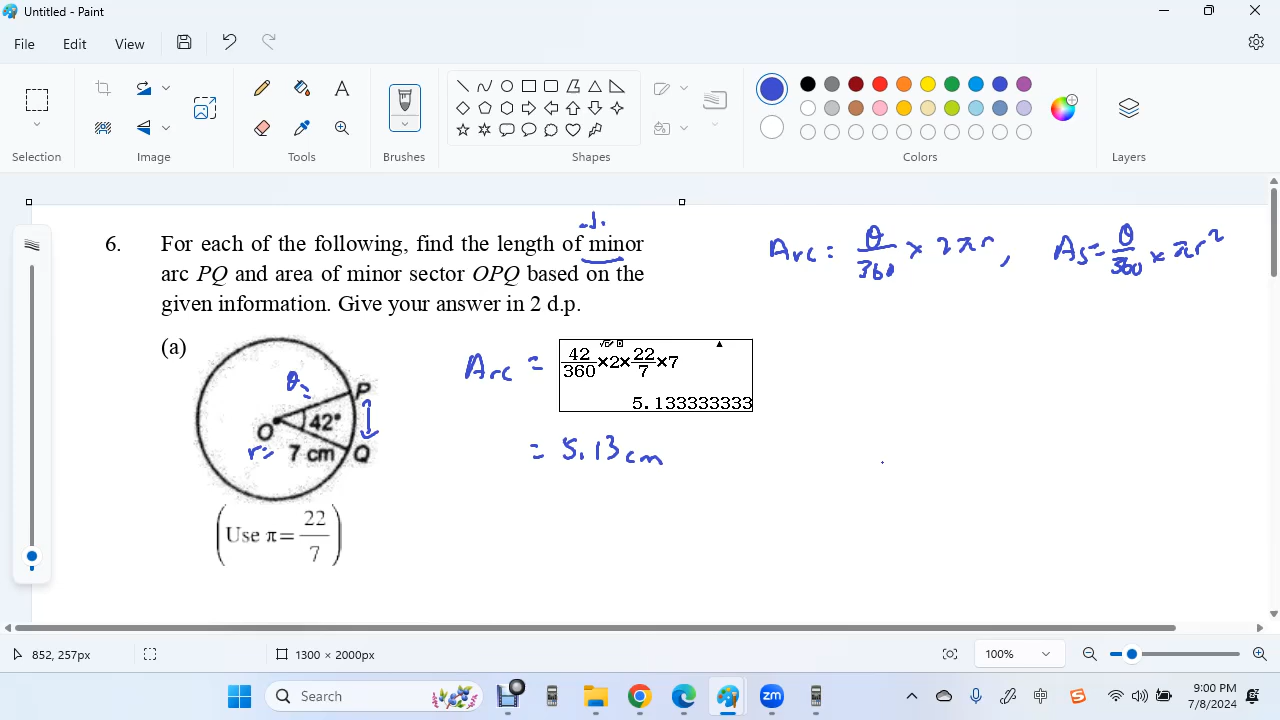 Untitled - Paint
File Edit View
Selection Image Tools Brushes Shapes Colors Layers
6. For each of the following, find the length of minor
arc PQ and area of minor sector OPQ based on the
given information. Give your answer in 2 d.p.
Arc = θ/360 × 2πr, As = θ/360 × πr²
(a)
θ =
P
O
42°
r =
7 cm
Q
(Use π= 22/7)
Arc =
42/360×2×22/7×7
5.133333333
= 5.13 cm
852, 257px
1300 × 2000px
100%
Search
zm
中
S
9:00 PM
7/8/2024